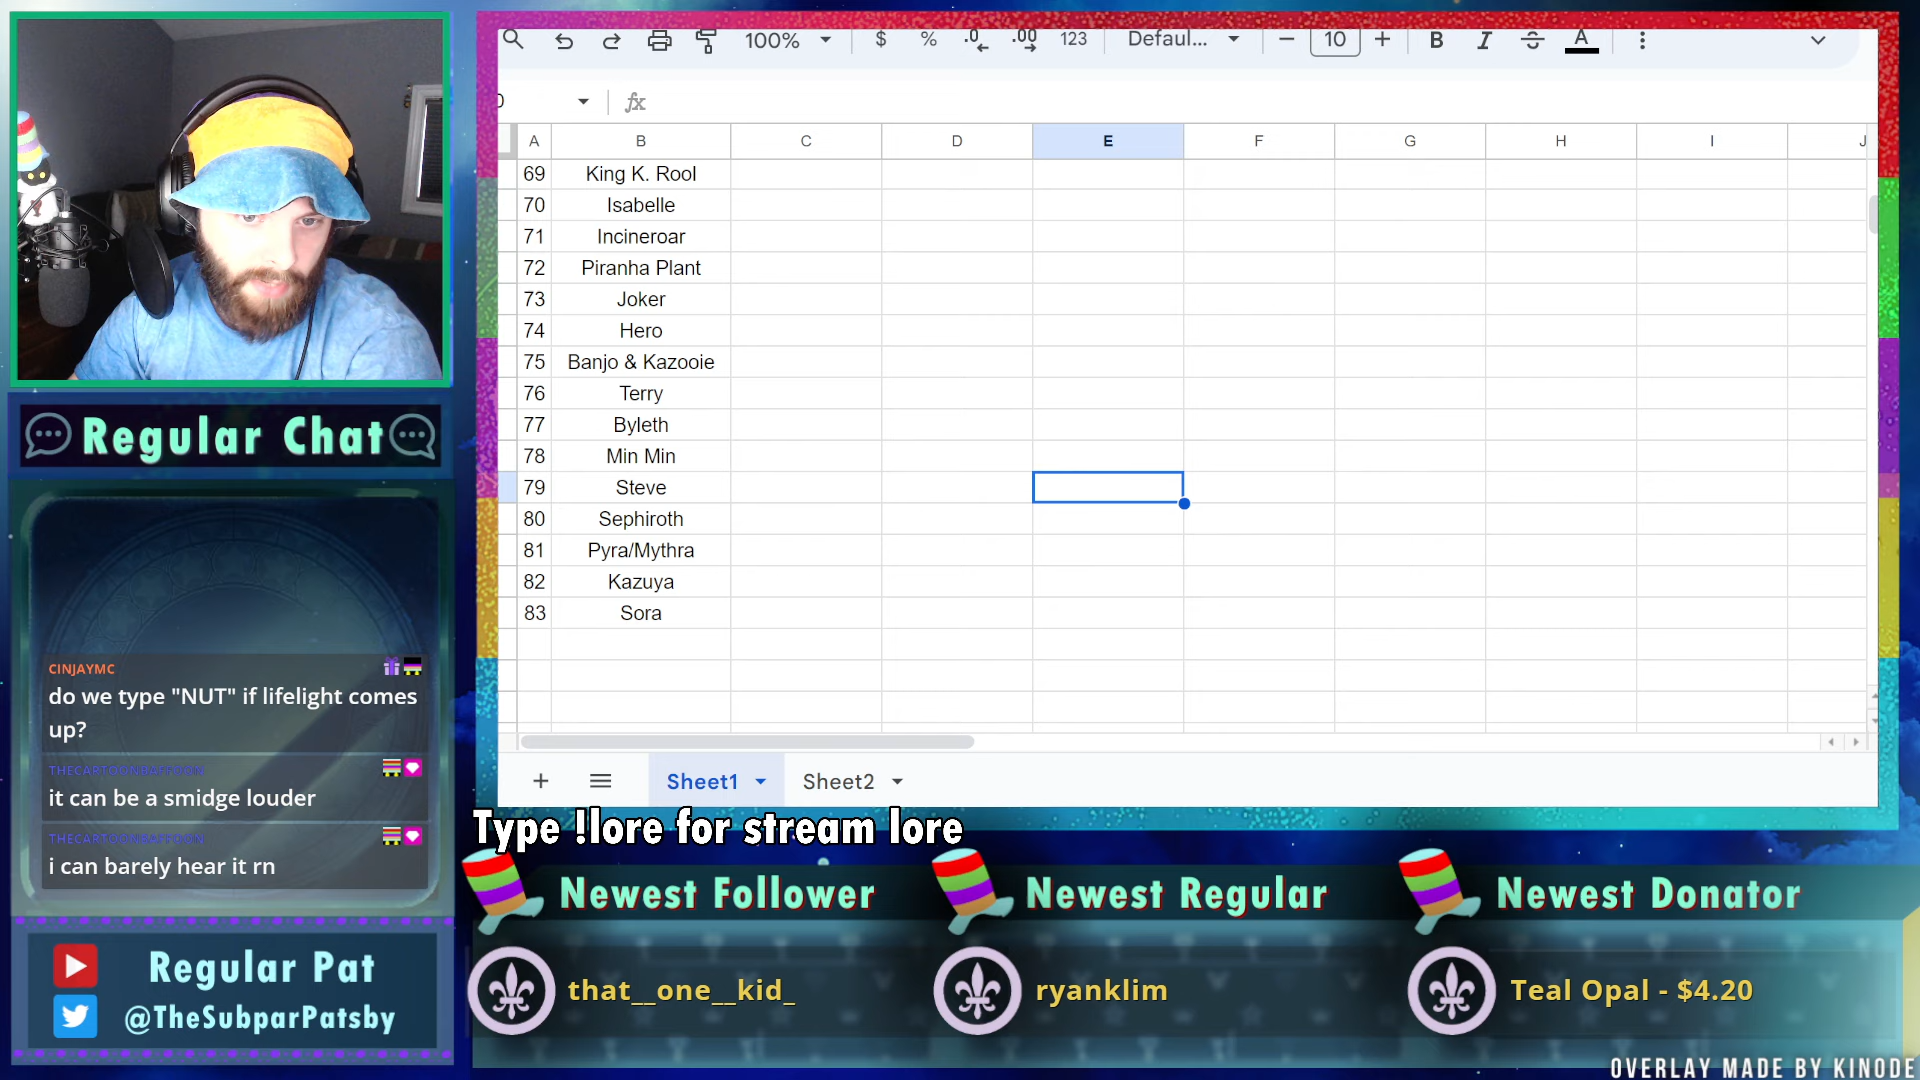 100%
$ % .0 .00 123 Defaul... 10 B I S A
fx
A B C D E F G H I J
69 King K. Rool
70 Isabelle
71 Incineroar
72 Piranha Plant
73 Joker
74 Hero
75 Banjo & Kazooie
76 Terry
77 Byleth
78 Min Min
79 Steve
80 Sephiroth
81 Pyra/Mythra
82 Kazuya
83 Sora
Sheet1 Sheet2
Regular Chat
CINJAYMC
do we type "NUT" if lifelight comes
up?
THECARTOONBAFFOON
it can be a smidge louder
THECARTOONBAFFOON
i can barely hear it rn
Regular Pat
@TheSubparPatsby
Type !lore for stream lore
Newest Follower
that__one__kid_
Newest Regular
ryanklim
Newest Donator
Teal Opal - $4.20
OVERLAY MADE BY KINODE